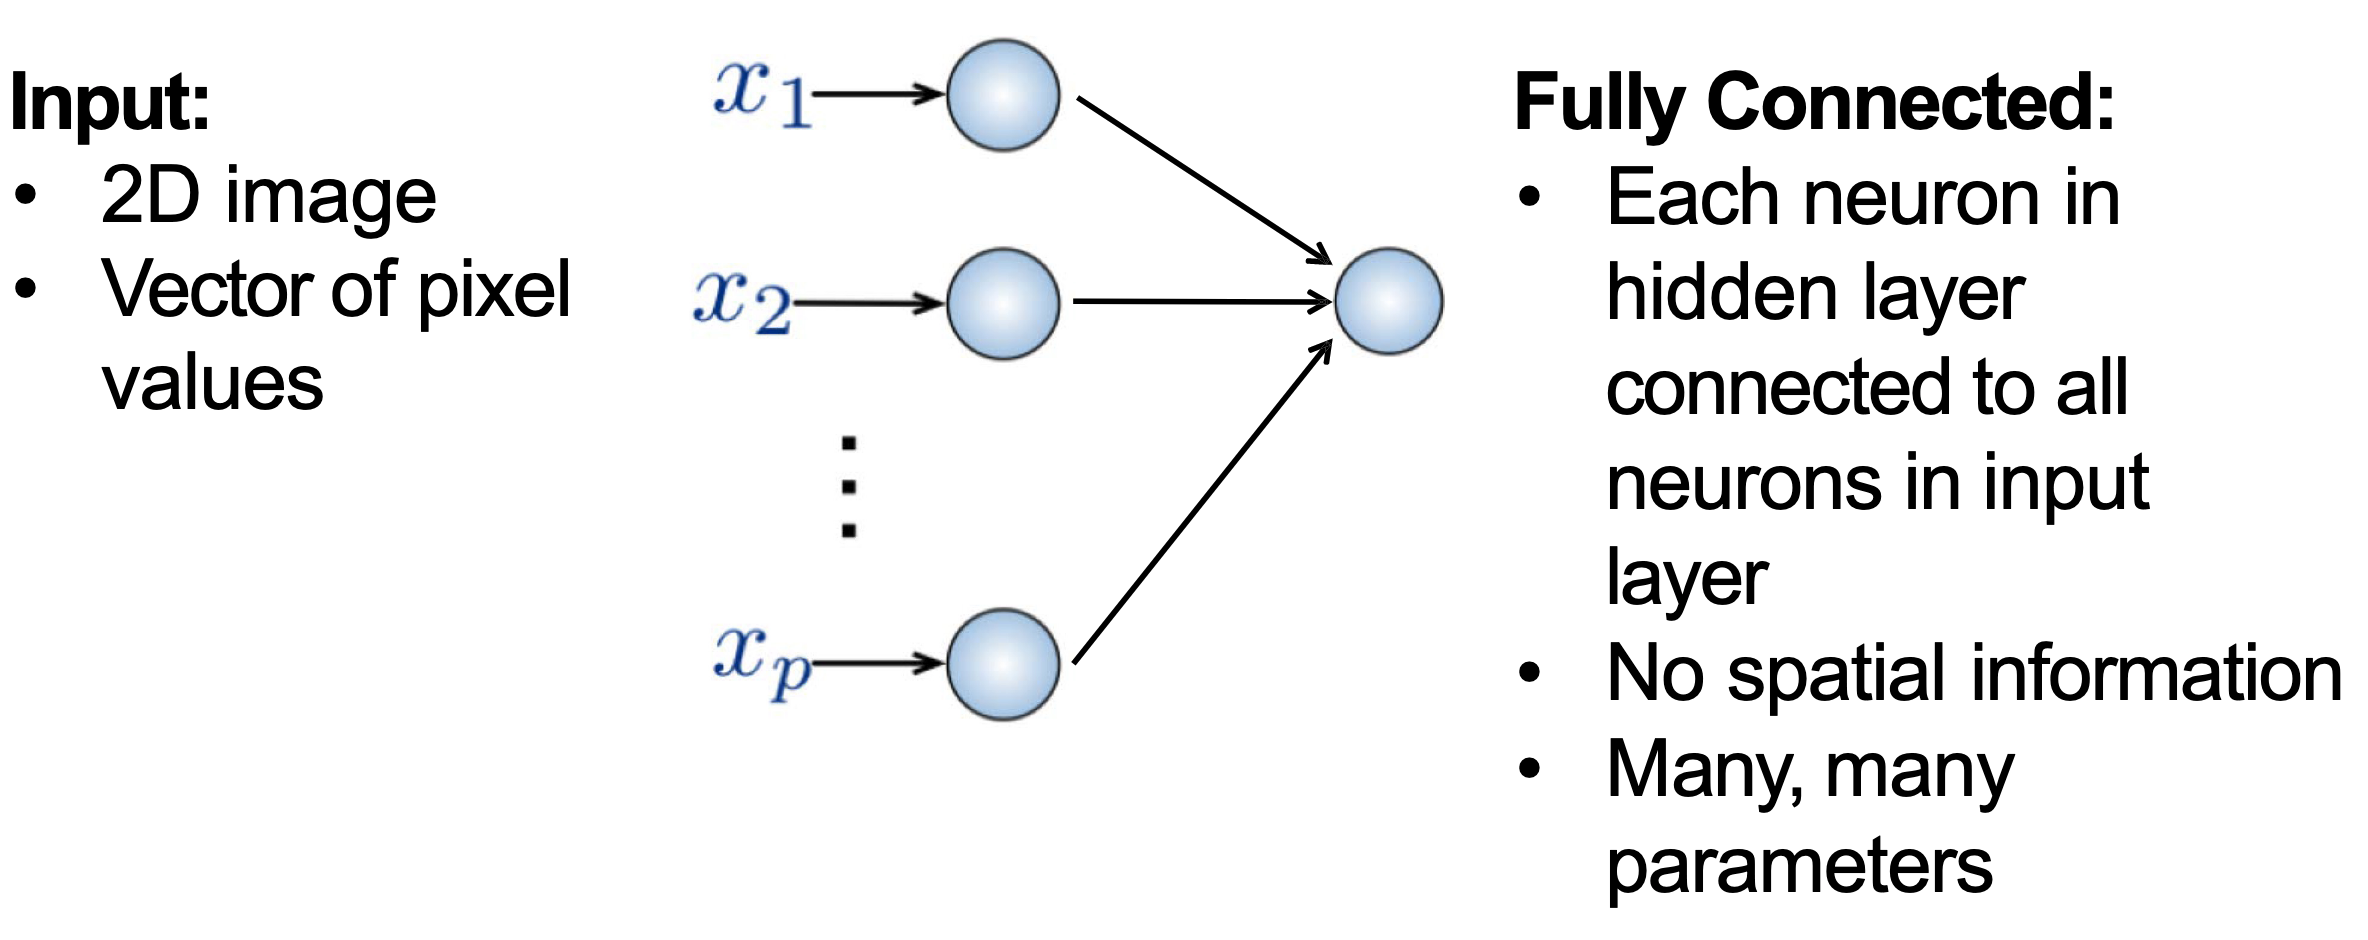 Input:
• 2D image
• Vector of pixel
values
x1
x2
xp
Fully Connected:
• Each neuron in
hidden layer
connected to all
neurons in input
layer
• No spatial information
• Many, many
parameters